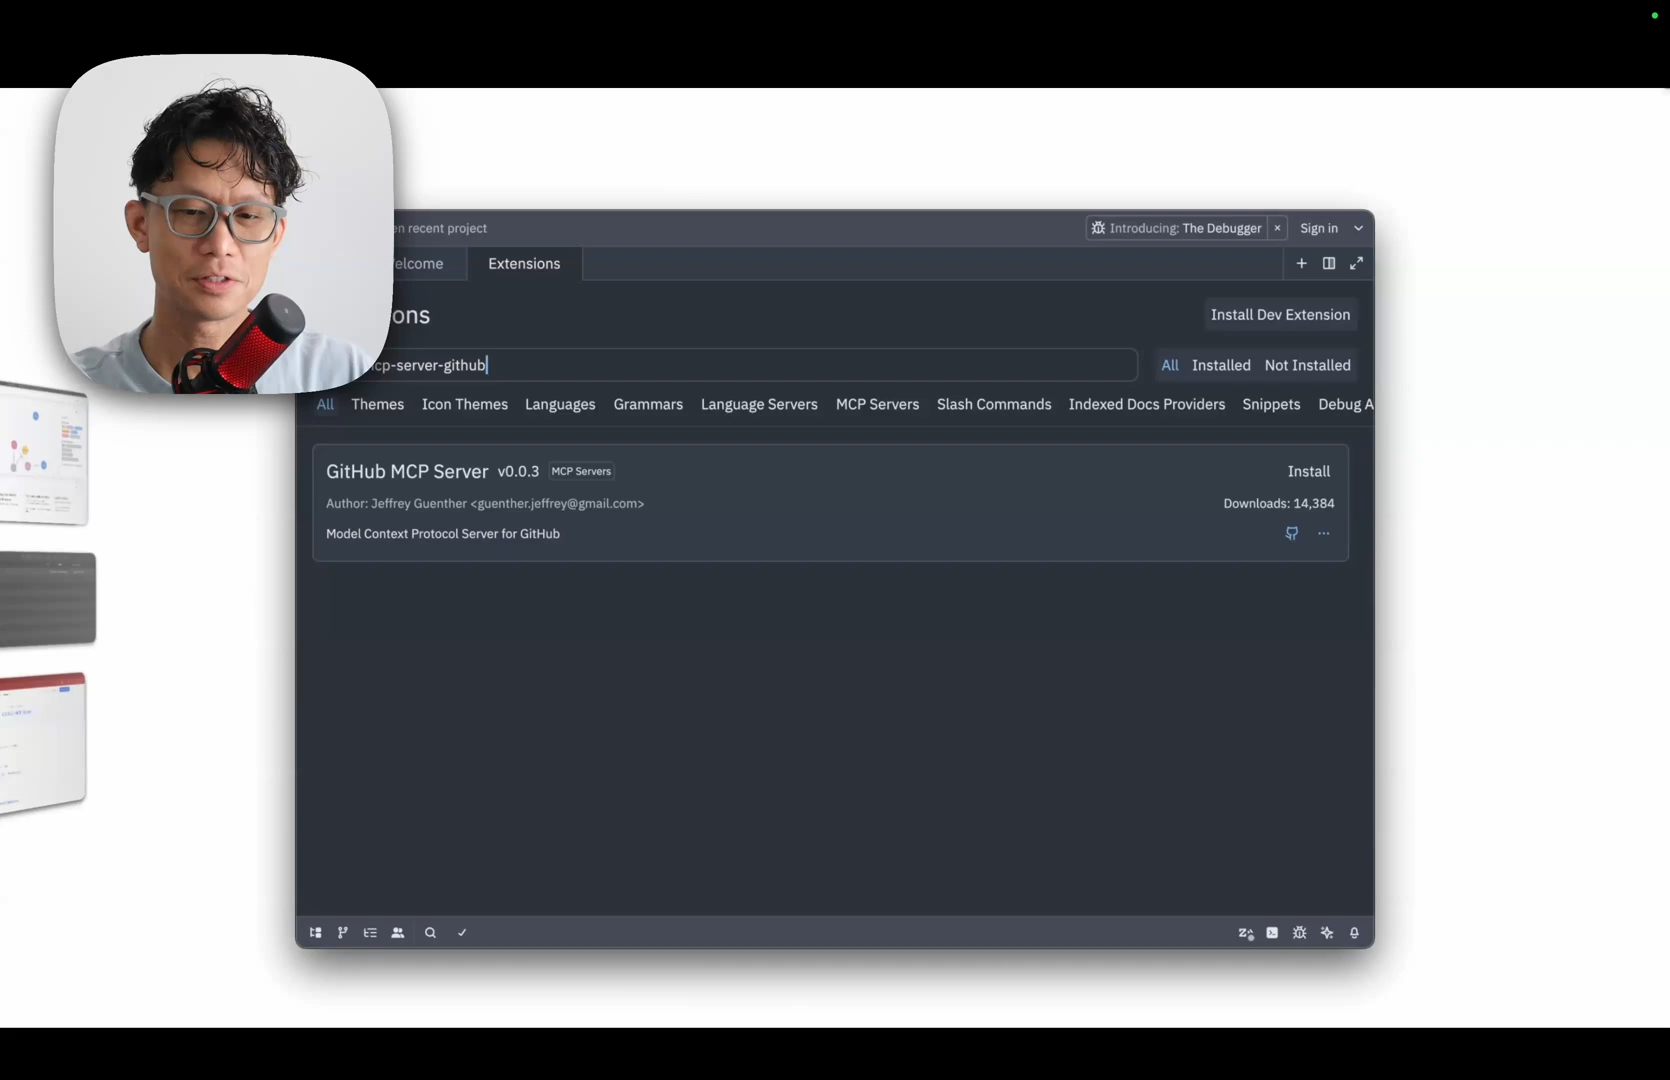 en recent project
Introducing: The Debugger
Sign in
elcome
Extensions
ons
Install Dev Extension
cp-server-github
All
Installed
Not Installed
All
Themes
Icon Themes
Languages
Grammars
Language Servers
MCP Servers
Slash Commands
Indexed Docs Providers
Snippets
Debug A
GitHub MCP Server v0.0.3 MCP Servers
Install
Author: Jeffrey Guenther <guenther.jeffrey@gmail.com>
Downloads: 14,384
Model Context Protocol Server for GitHub